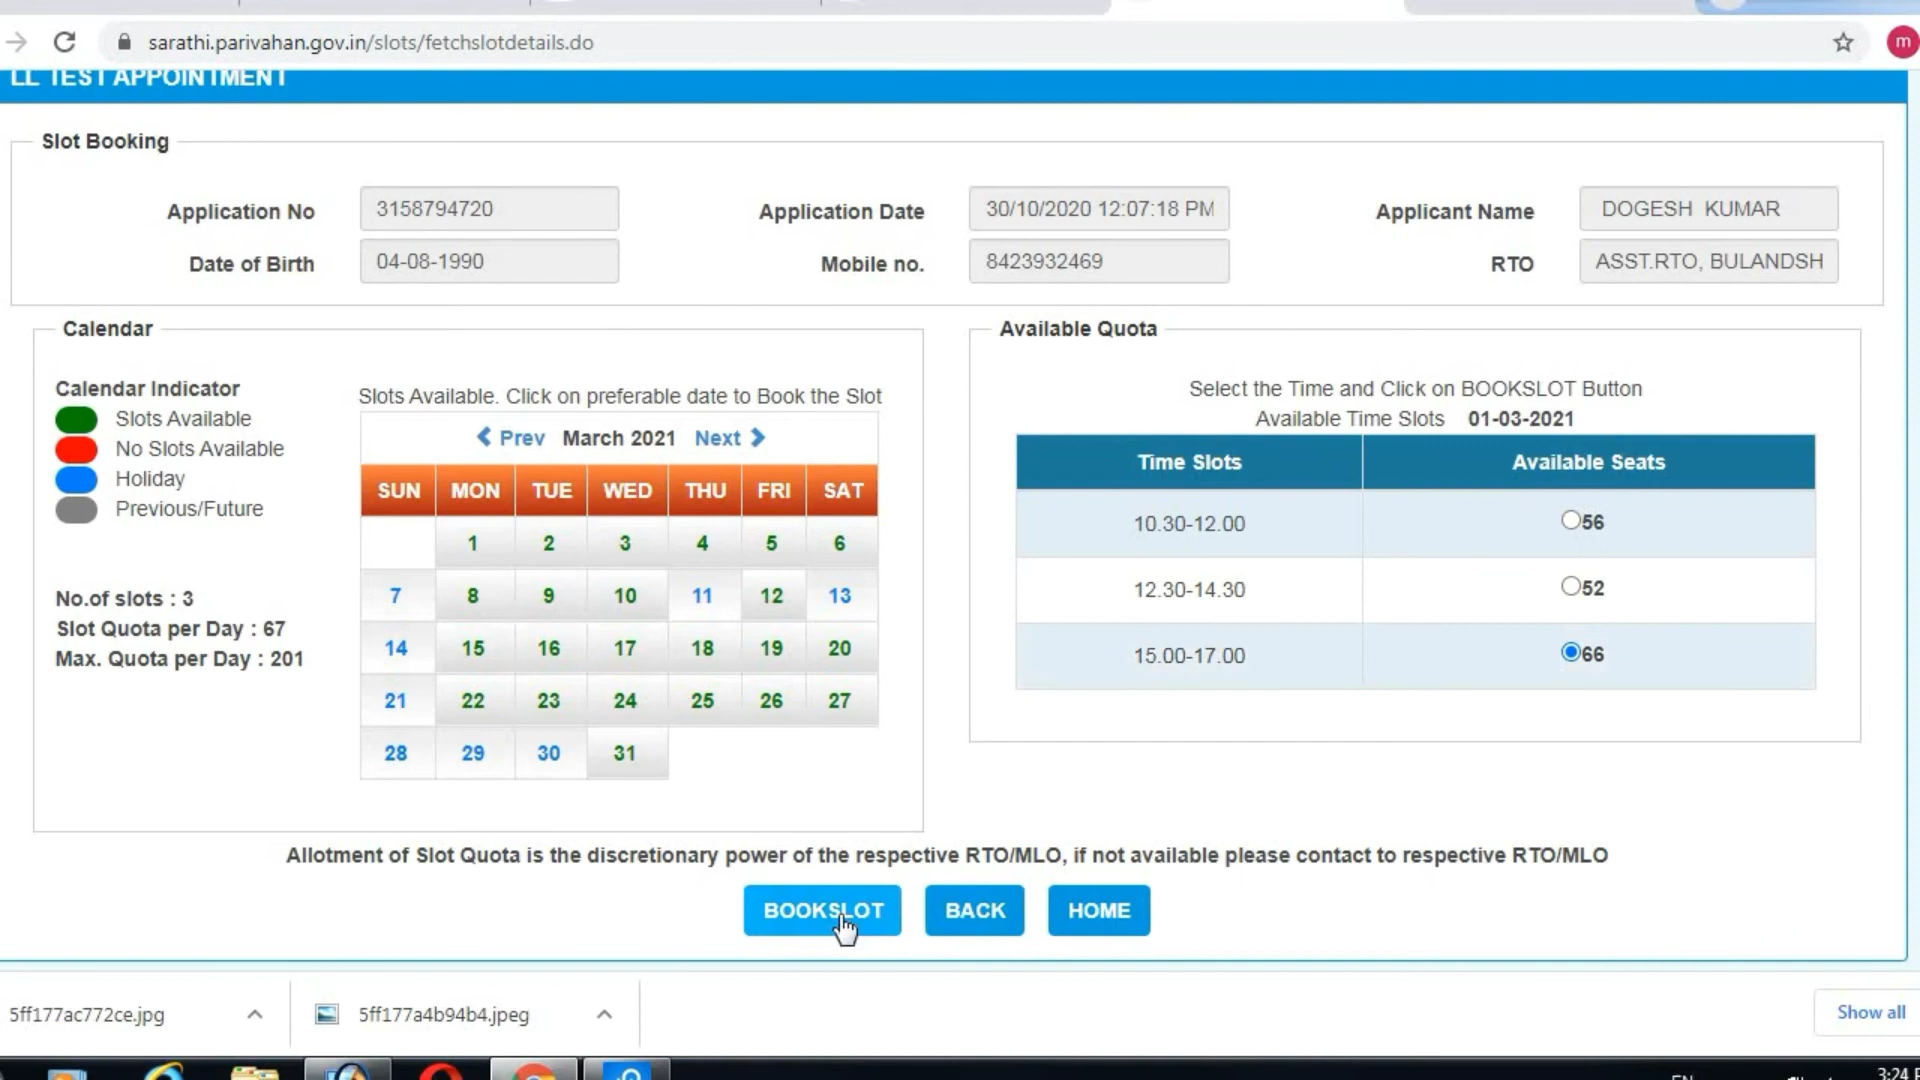 sarathi.parivahan.gov.in/slots/fetchslotdetails.do
m
LL TEST APPOINTMENT
Slot Booking
Application No 3158794720 Application Date 30/10/2020 12:07:18 PM Applicant Name DOGESH KUMAR
Date of Birth 04-08-1990 Mobile no. 8423932469 RTO ASST.RTO, BULANDSH
Calendar
Calendar Indicator
Slots Available
No Slots Available
Holiday
Previous/Future
No.of slots : 3
Slot Quota per Day : 67
Max. Quota per Day : 201
Slots Available. Click on preferable date to Book the Slot
Prev March 2021 Next
SUN MON TUE WED THU FRI SAT
1 2 3 4 5 6
7 8 9 10 11 12 13
14 15 16 17 18 19 20
21 22 23 24 25 26 27
28 29 30 31
Available Quota
Select the Time and Click on BOOKSLOT Button
Available Time Slots 01-03-2021
Time Slots Available Seats
10.30-12.00 56
12.30-14.30 52
15.00-17.00 66
Allotment of Slot Quota is the discretionary power of the respective RTO/MLO, if not available please contact to respective RTO/MLO
BOOKSLOT BACK HOME
5ff177ac772ce.jpg 5ff177a4b94b4.jpeg Show all
EN 3:24 P